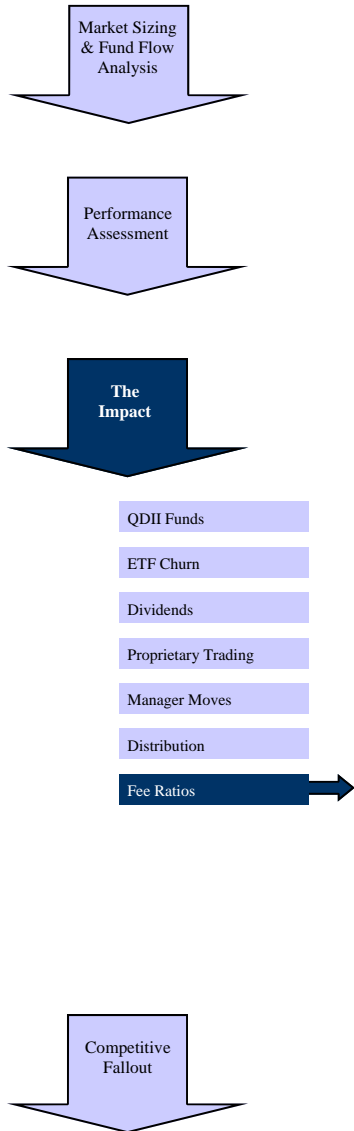 Market Sizing
& Fund Flow
Analysis
Performance
Assessment
The
Impact
QDII Funds
ETF Churn
Dividends
Proprietary Trading
Manager Moves
Distribution
Fee Ratios
Competitive
Fallout